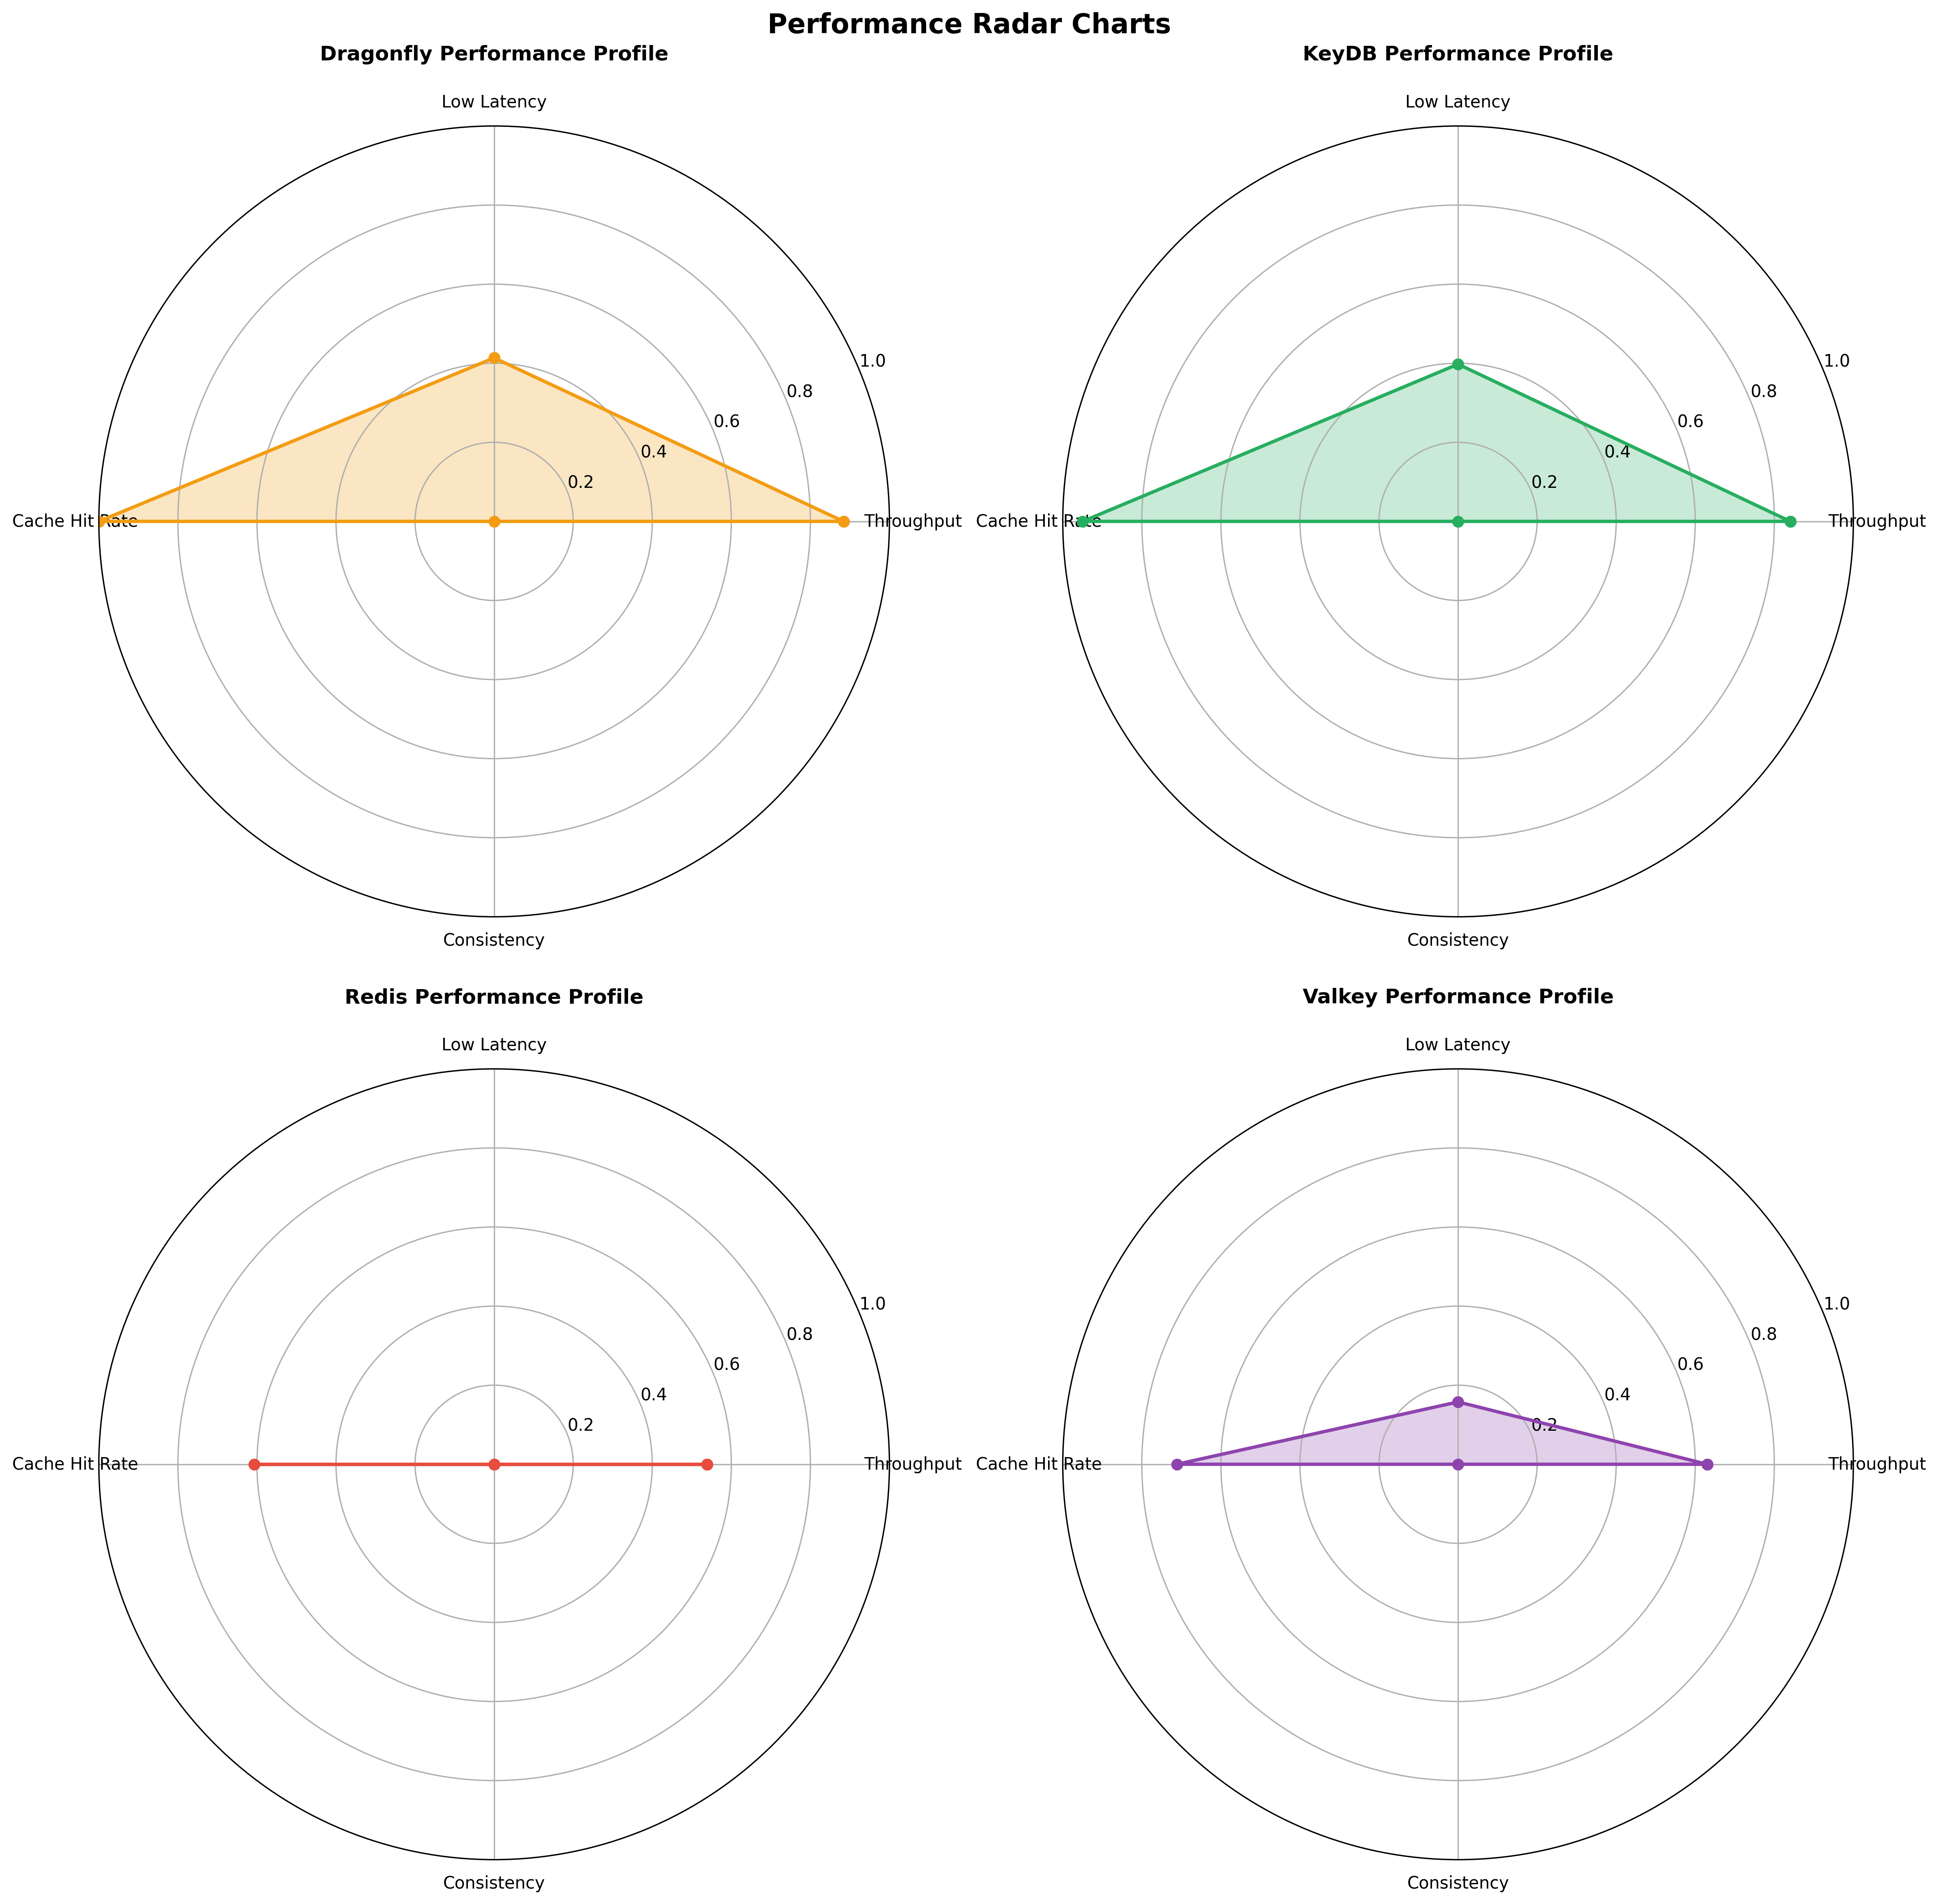 Performance Radar Charts
Dragonfly Performance Profile
Low Latency
1.0
0.8
0.6
0.4
0.2
Cache Hit Rate
Throughput
Consistency
KeyDB Performance Profile
Low Latency
1.0
0.8
0.6
0.4
0.2
Cache Hit Rate
Throughput
Consistency
Redis Performance Profile
Low Latency
1.0
0.8
0.6
0.4
0.2
Cache Hit Rate
Throughput
Consistency
Valkey Performance Profile
Low Latency
1.0
0.8
0.6
0.4
0.2
Cache Hit Rate
Throughput
Consistency